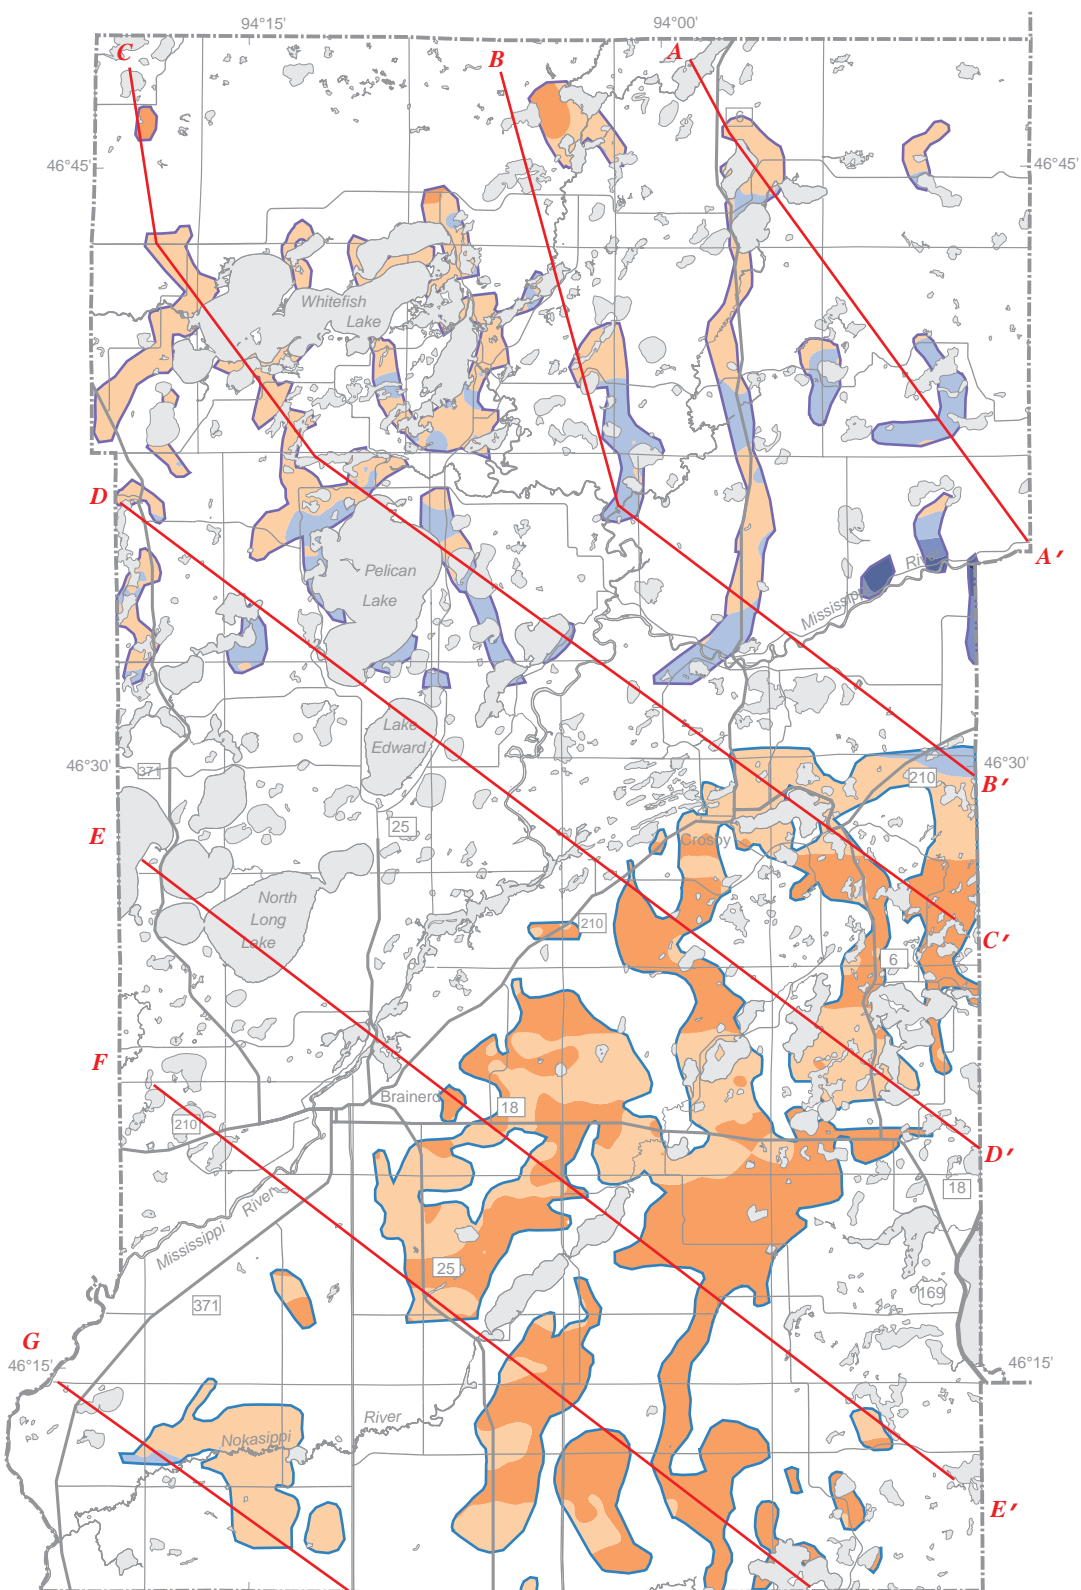 94°15'
94°00'
C
B
A
6
46°45'
46°45'
Whitefish
Lake
D
A′
River
Pelican
Lake
Mississippi
Lake
Edward
46°30'
371
46°30'
210
B′
25
E
Crosby
North
Long
Lake
210
C′
6
F
Brainerd
18
210
D′
18
River
Mississippi
25
371
169
G
46°15'
46°15'
River
Nokasippi
E′